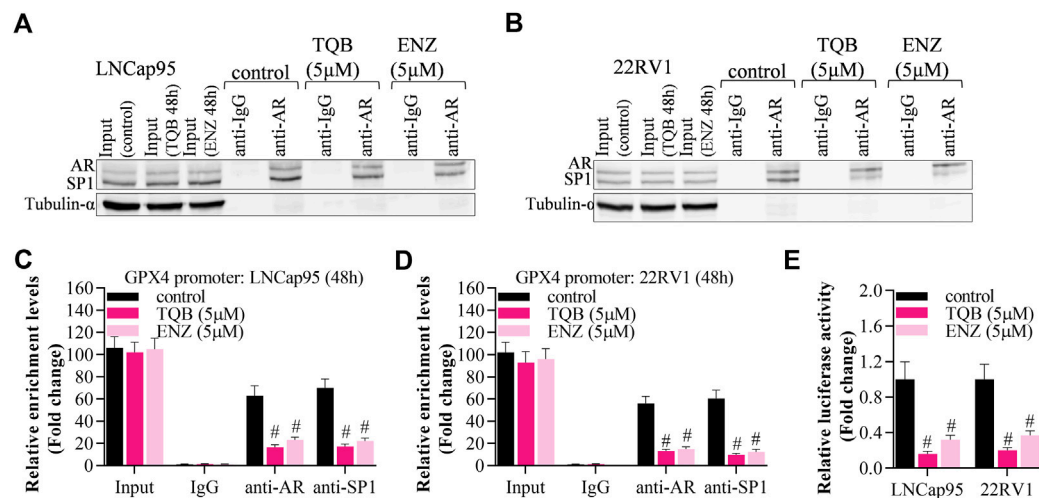 A
LNCap95
control
TQB
(5μM)
ENZ
(5μM)
Input
(control)
Input
(TQB 48h)
Input
(ENZ 48h)
anti-IgG
anti-AR
anti-IgG
anti-AR
anti-IgG
anti-AR
AR
SP1
Tubulin-α
B
22RV1
control
TQB
(5μM)
ENZ
(5μM)
Input
(control)
Input
(TQB 48h)
Input
(ENZ 48h)
anti-IgG
anti-AR
anti-IgG
anti-AR
anti-IgG
anti-AR
AR
SP1
Tubulin-α
C
GPX4 promoter: LNCap95 (48h)
Relative enrichment levels
(Fold change)
160
140
120
100
80
60
40
20
0
control
TQB (5μM)
ENZ (5μM)
# # # #
Input IgG anti-AR anti-SP1
D
GPX4 promoter: 22RV1 (48h)
Relative enrichment levels
(Fold change)
160
140
120
100
80
60
40
20
0
control
TQB (5μM)
ENZ (5μM)
# # # #
Input IgG anti-AR anti-SP1
E
Relative luciferase activity
(Fold change)
2.0
1.6
1.2
0.8
0.4
0.0
control
TQB (5μM)
ENZ (5μM)
# # # #
LNCap95 22RV1